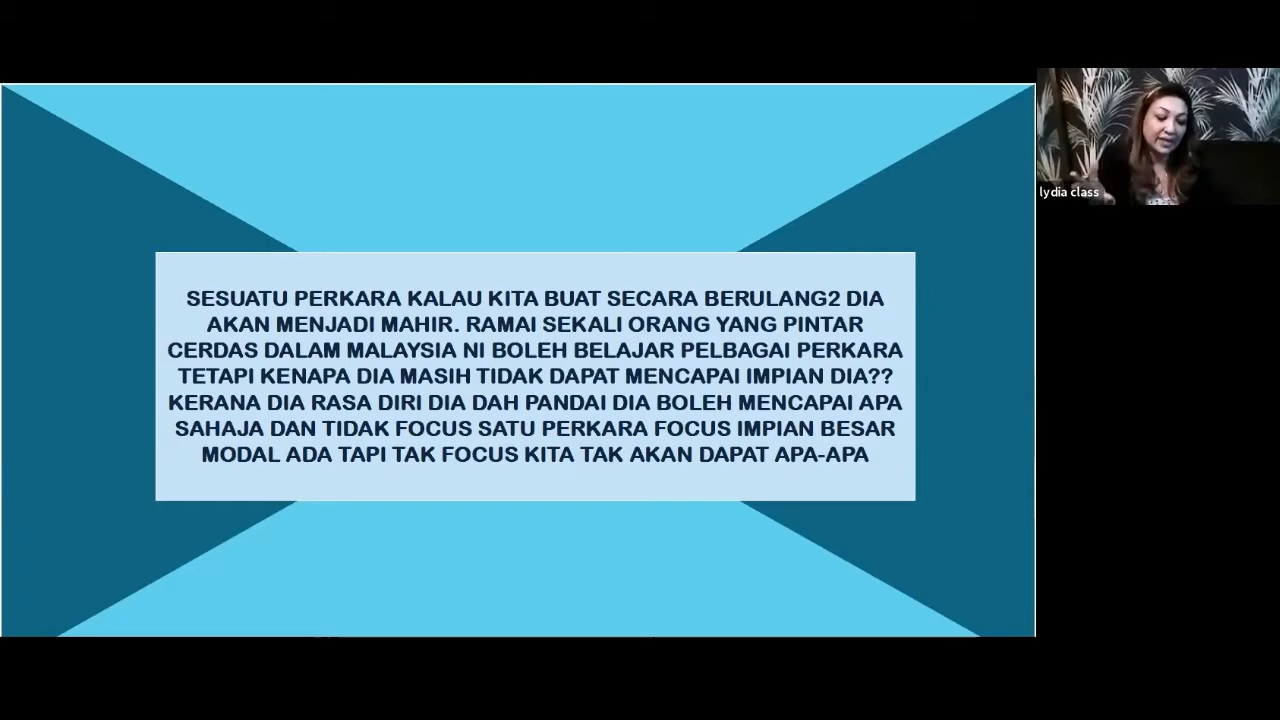 SESUATU PERKARA KALAU KITA BUAT SECARA BERULANG2 DIA
AKAN MENJADI MAHIR. RAMAI SEKALI ORANG YANG PINTAR
CERDAS DALAM MALAYSIA NI BOLEH BELAJAR PELBAGAI PERKARA
TETAPI KENAPA DIA MASIH TIDAK DAPAT MENCAPAI IMPIAN DIA??
KERANA DIA RASA DIRI DIA DAH PANDAI DIA BOLEH MENCAPAI APA
SAHAJA DAN TIDAK FOCUS SATU PERKARA FOCUS IMPIAN BESAR
MODAL ADA TAPI TAK FOCUS KITA TAK AKAN DAPAT APA-APA
lydia class